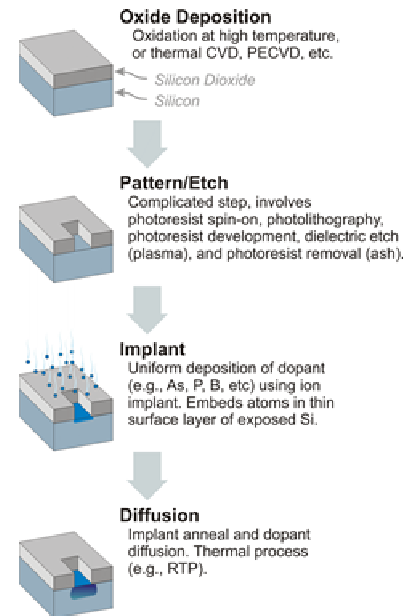 Oxide Deposition
Oxidation at high temperature,
or thermal CVD, PECVD, etc.
Silicon Dioxide
Silicon
Pattern/Etch
Complicated step, involves
photoresist spin-on, photolithography,
photoresist development, dielectric etch
(plasma), and photoresist removal (ash).
Implant
Uniform deposition of dopant
(e.g., As, P, B, etc) using ion
implant. Embeds atoms in thin
surface layer of exposed Si.
Diffusion
Implant anneal and dopant
diffusion. Thermal process
(e.g., RTP).